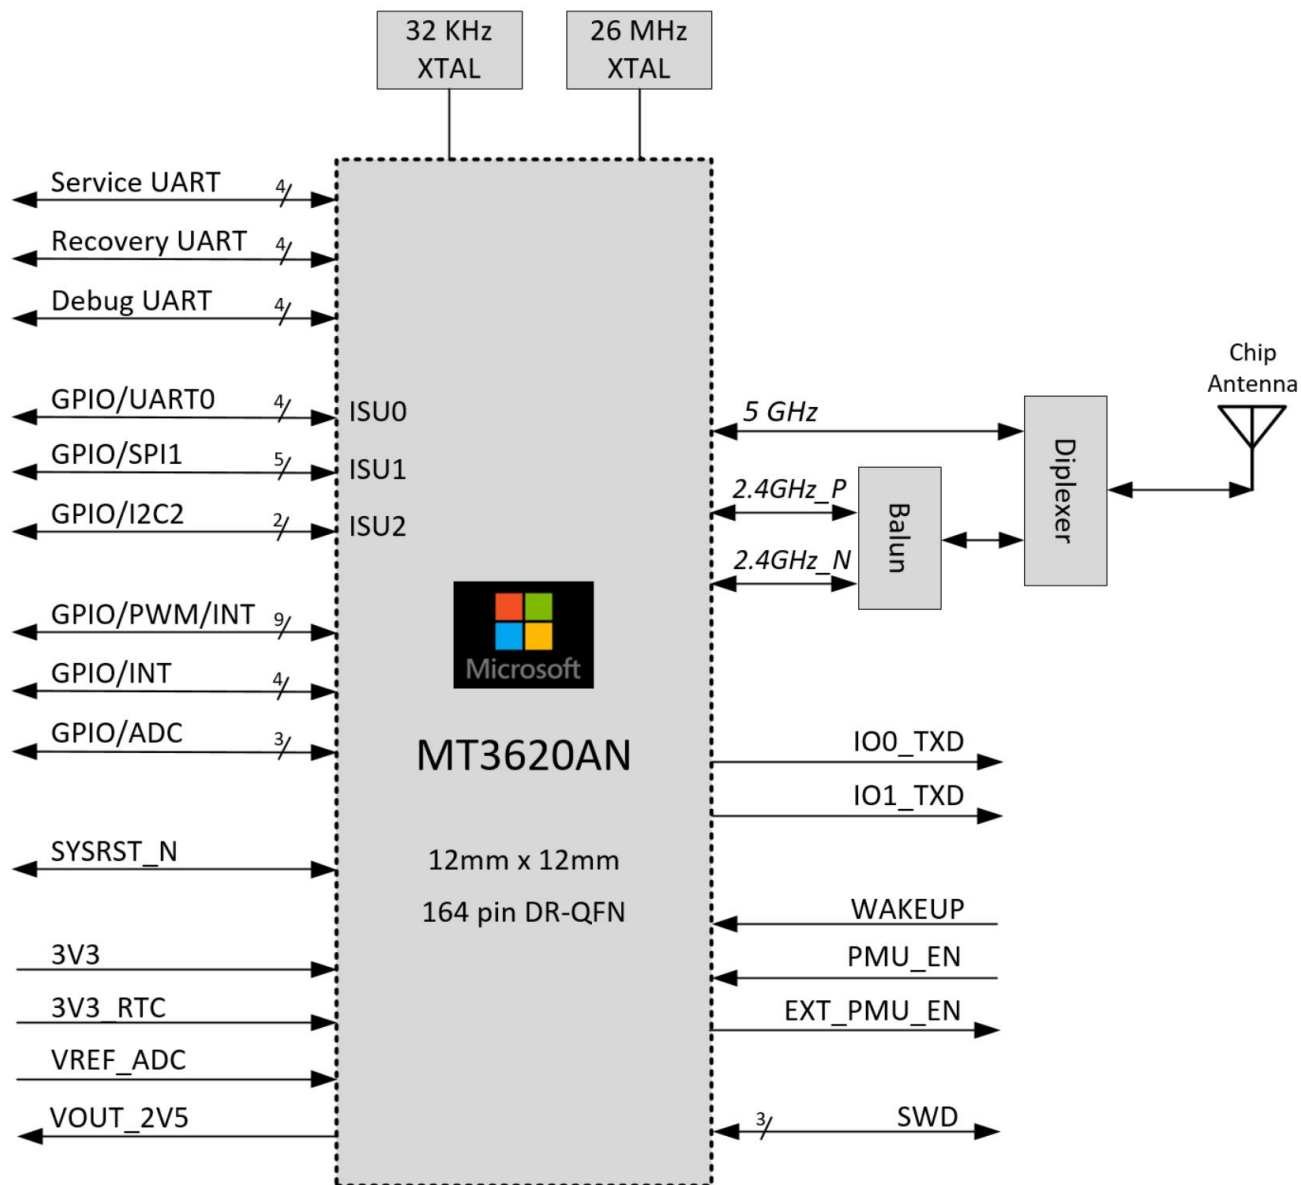 32 KHz
XTAL
26 MHz
XTAL
Service UART
4
Recovery UART
4
Debug UART
4
GPIO/UART0
4
ISU0
GPIO/SPI1
5
ISU1
GPIO/I2C2
2
ISU2
GPIO/PWM/INT
9
GPIO/INT
4
GPIO/ADC
3
SYSRST_N
3V3
3V3_RTC
VREF_ADC
VOUT_2V5
Microsoft
MT3620AN
12mm x 12mm
164 pin DR-QFN
5 GHz
2.4GHz_P
2.4GHz_N
Balun
Diplexer
Chip
Antenna
IO0_TXD
IO1_TXD
WAKEUP
PMU_EN
EXT_PMU_EN
3
SWD